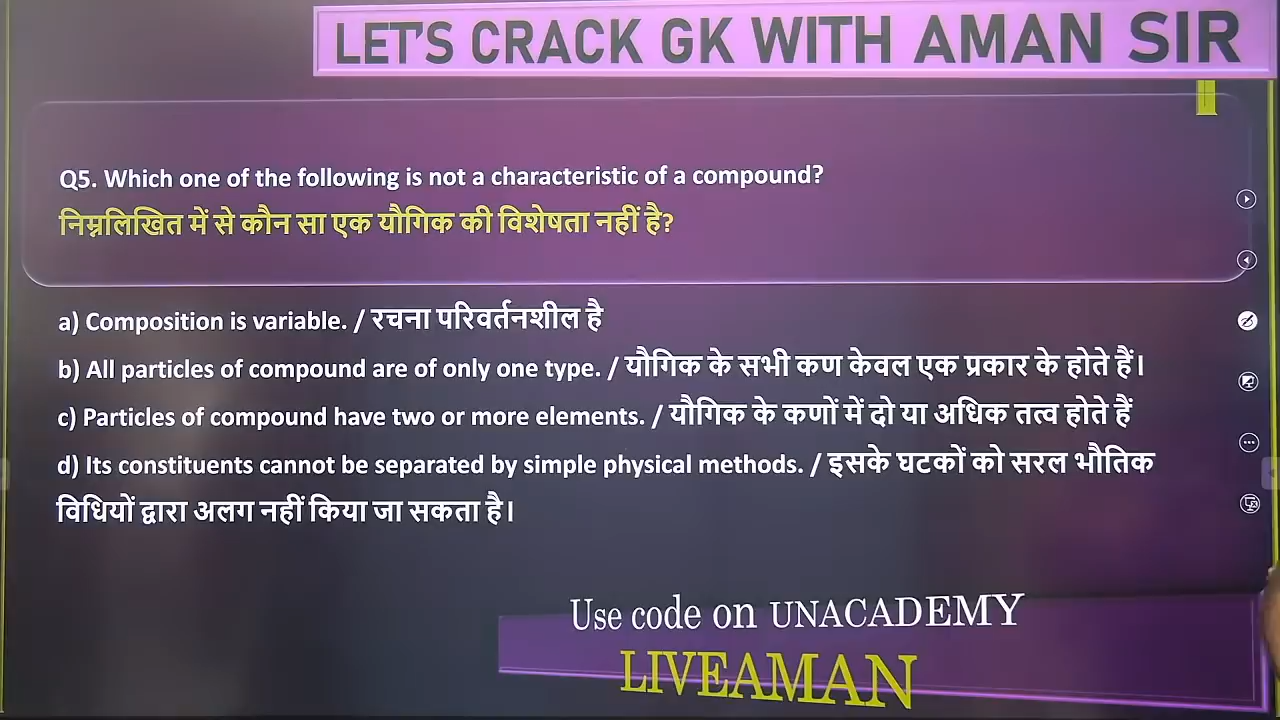 LET'S CRACK GK WITH AMAN SIR
Q5. Which one of the following is not a characteristic of a compound?
निम्नलिखित में से कौन सा एक यौगिक की विशेषता नहीं है?
a) Composition is variable. / रचना परिवर्तनशील है
b) All particles of compound are of only one type. / यौगिक के सभी कण केवल एक प्रकार के होते हैं।
c) Particles of compound have two or more elements. / यौगिक के कणों में दो या अधिक तत्व होते हैं
d) Its constituents cannot be separated by simple physical methods. / इसके घटकों को सरल भौतिक
विधियों द्वारा अलग नहीं किया जा सकता है।
Use code on UNACADEMY
LIVEAMAN